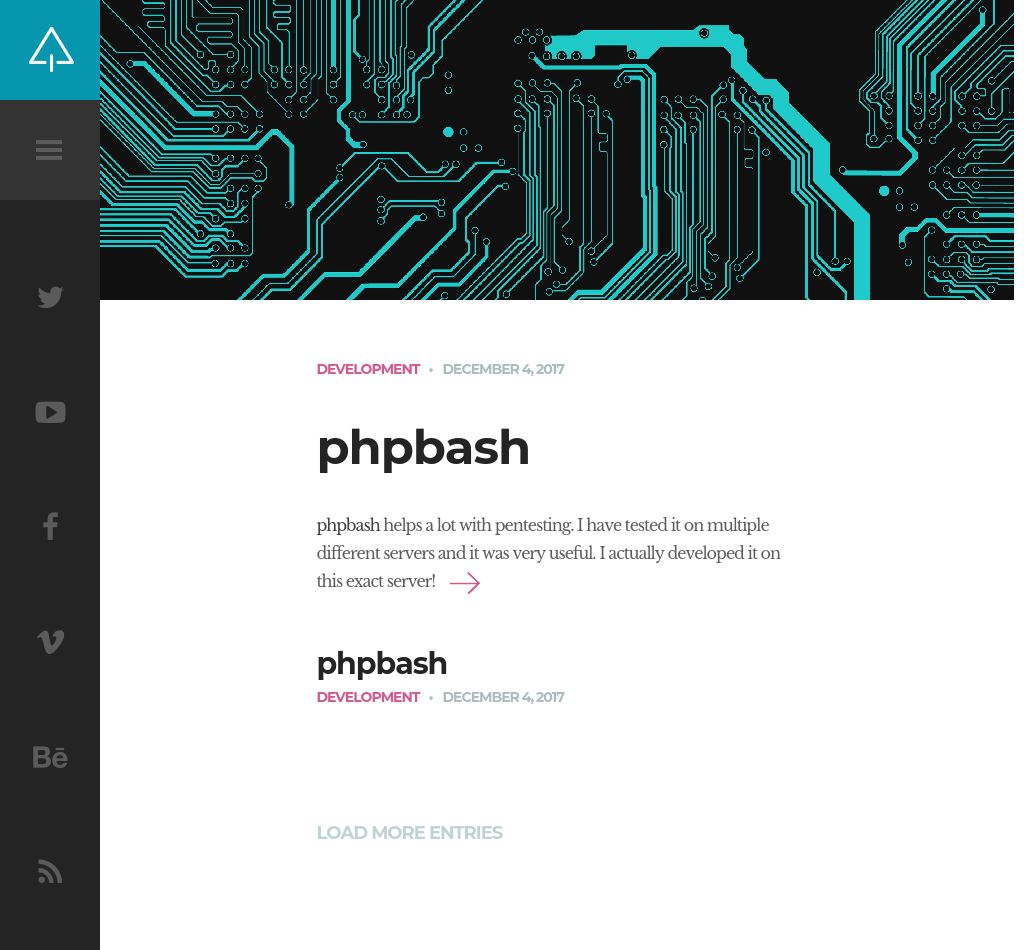 DEVELOPMENT • DECEMBER 4, 2017
phpbash
phpbash helps a lot with pentesting. I have tested it on multiple
different servers and it was very useful. I actually developed it on
this exact server!
phpbash
DEVELOPMENT • DECEMBER 4, 2017
Bē
LOAD MORE ENTRIES